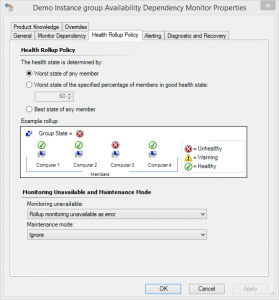 Demo Instance group Availability Dependency Monitor Properties
Product Knowledge Overrides
General Monitor Dependency Health Rollup Policy Alerting Diagnostic and Recovery
Health Rollup Policy
The health state is determined by:
Worst state of any member
Worst state of the specified percentage of members in good health state:
60
Best state of any member
Example rollup:
Group State =
= Unhealthy
= Warning
= Healthy
Computer 1 Computer 2 Computer 3 Computer 4
Members
Monitoring Unavailable and Maintenance Mode
Monitoring unavailable:
Rollup monitoring unavailable as error
Maintenance mode:
Ignore
OK Cancel Apply